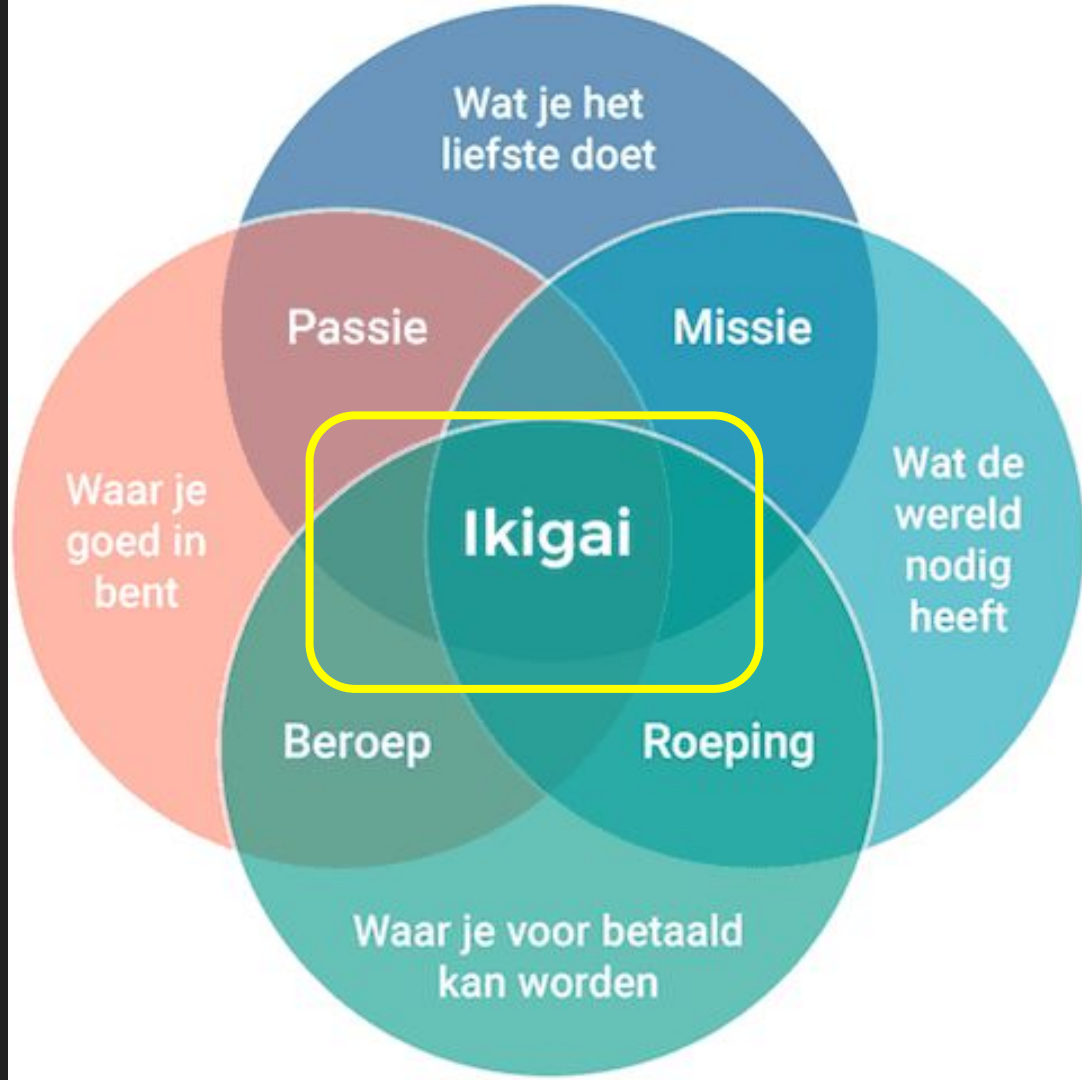 Wat je het
liefste doet
Passie
Missie
Waar je
goed in
bent
Ikigai
Wat de
wereld
nodig
heeft
Beroep
Roeping
Waar je voor betaald
kan worden